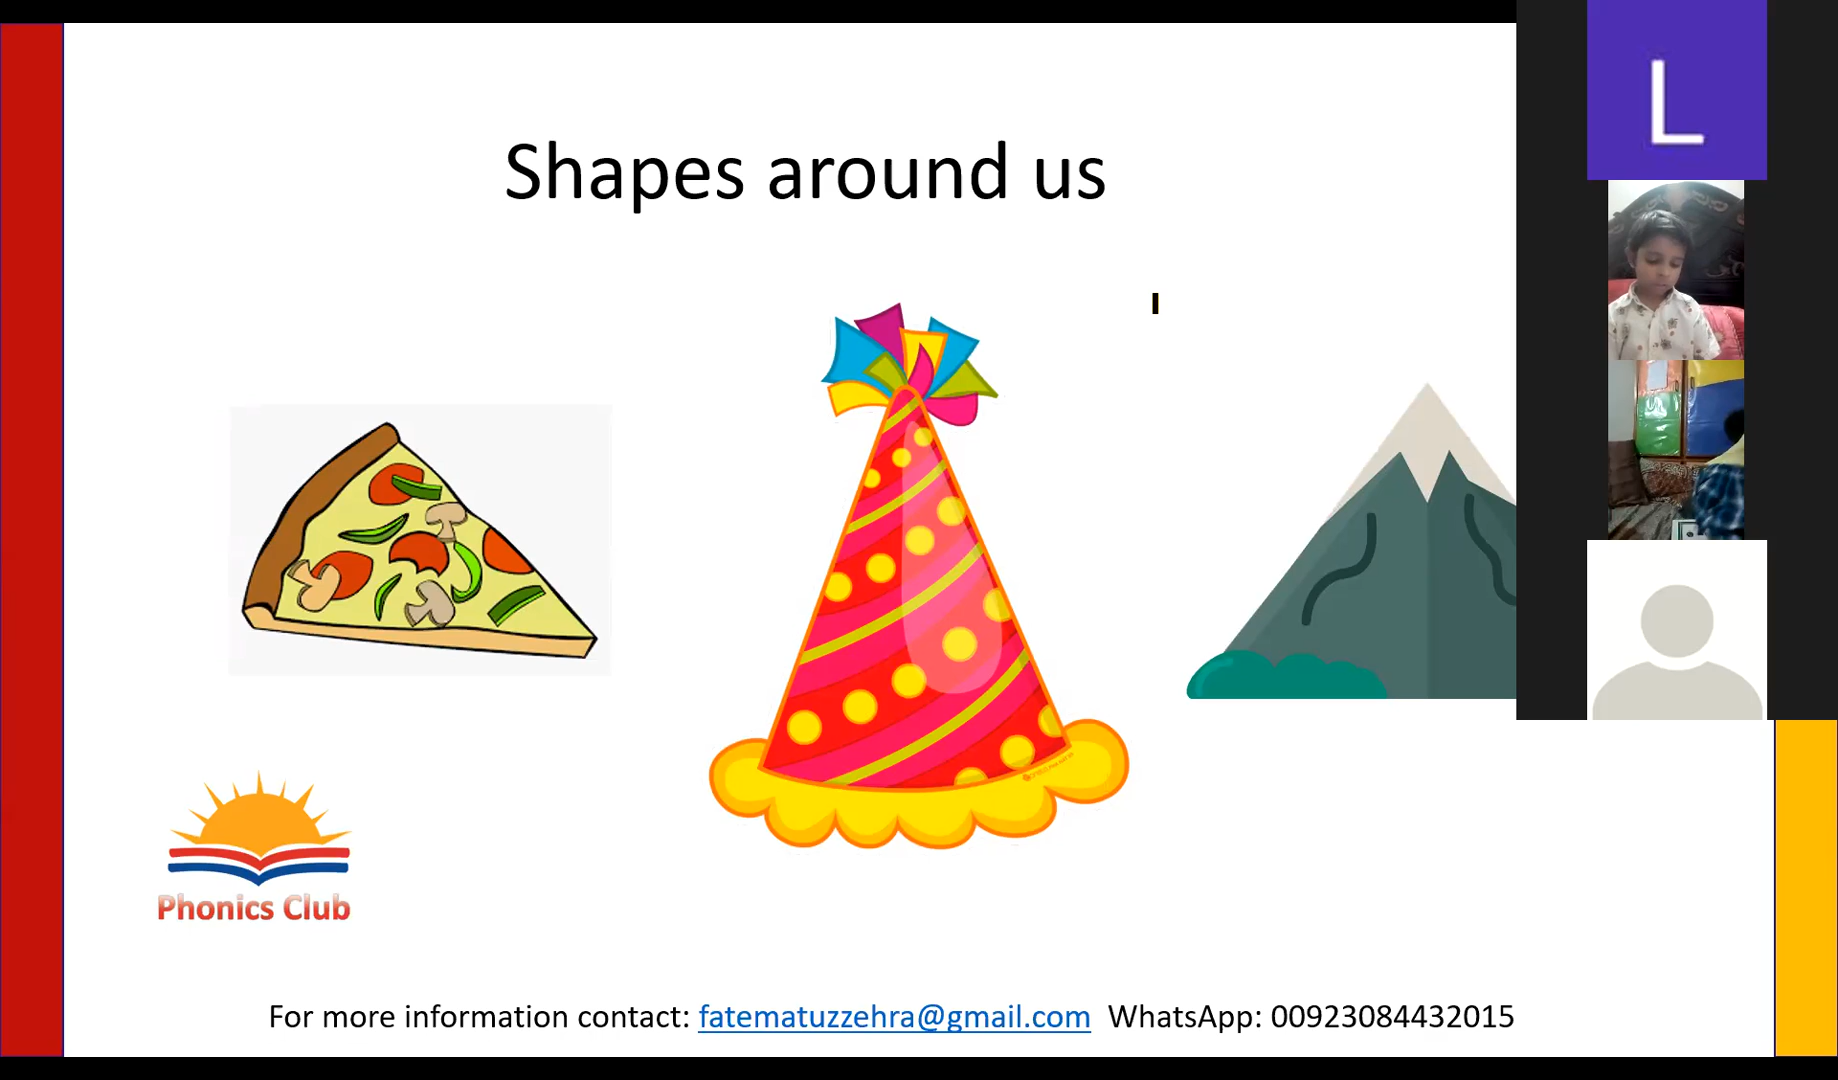 Shapes around us
L
Phonics Club
For more information contact: fatematuzzehra@gmail.com WhatsApp: 00923084432015